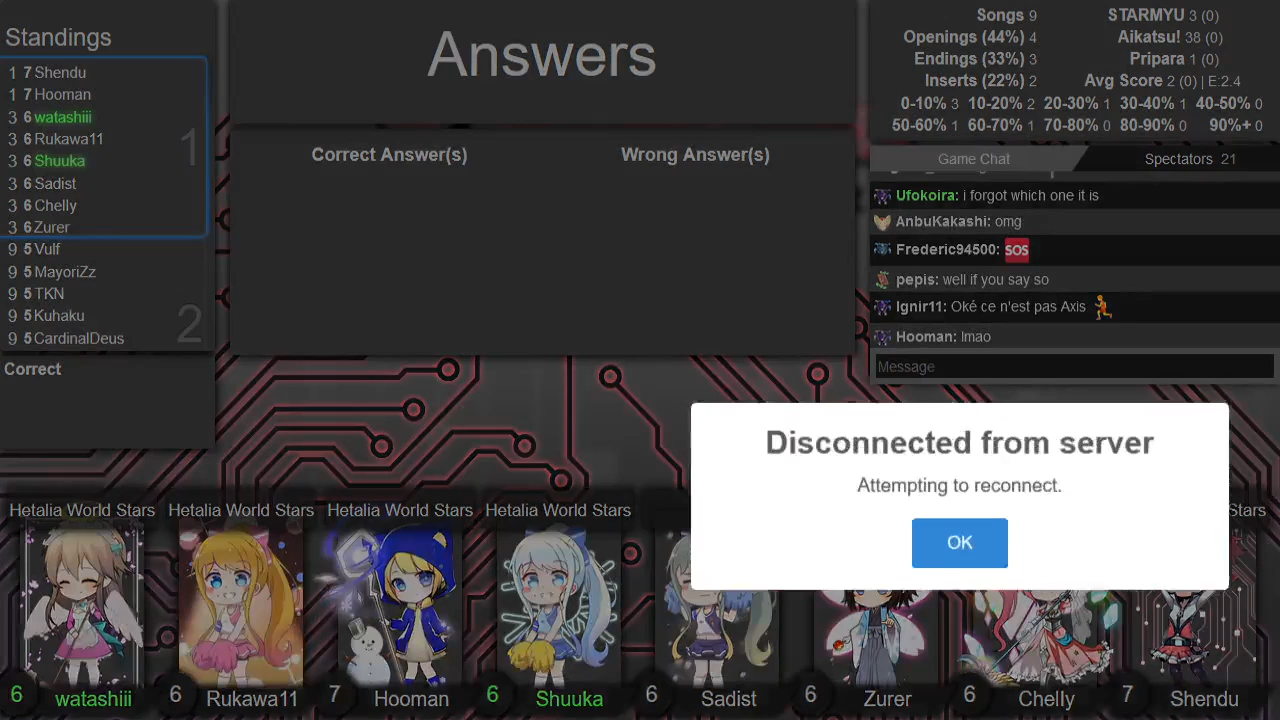 Standings
1 7 Shendu
1 7 Hooman
3 6 watashiii
3 6 Rukawa11
3 6 Shuuka
3 6 Sadist
3 6 Chelly
3 6 Zurer
1
9 5 Vulf
9 5 MayoriZz
9 5 TKN
9 5 Kuhaku
9 5 CardinalDeus
2
Correct
Answers
Correct Answer(s) Wrong Answer(s)
Songs 9 STARMYU 3 (0)
Openings (44%) 4 Aikatsu! 38 (0)
Endings (33%) 3 Pripara 1 (0)
Inserts (22%) 2 Avg Score 2 (0) | E:2.4
0-10% 3 10-20% 2 20-30% 1 30-40% 1 40-50% 0
50-60% 1 60-70% 1 70-80% 0 80-90% 0 90%+ 0
Game Chat Spectators 21
Ufokoira: i forgot which one it is
AnbuKakashi: omg
Frederic94500: SOS
pepis: well if you say so
Ignir11: Oké ce n'est pas Axis
Hooman: lmao
Message
Disconnected from server
Attempting to reconnect.
OK
Hetalia World Stars Hetalia World Stars Hetalia World Stars Hetalia World Stars Stars
6 watashiii 6 Rukawa11 7 Hooman 6 Shuuka 6 Sadist 6 Zurer 6 Chelly 7 Shendu